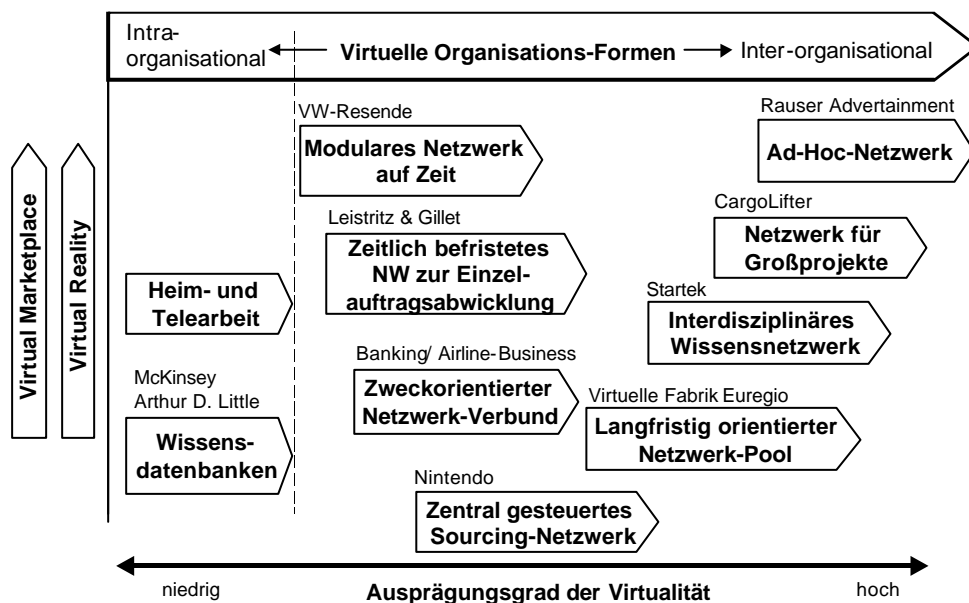 Intra-
organisational
Virtuelle Organisations-Formen
Inter-organisational
VW-Resende
Modulares Netzwerk
auf Zeit
Rauser Advertainment
Ad-Hoc-Netzwerk
Leistritz & Gillet
Zeitlich befristetes
NW zur Einzel-
auftragsabwicklung
CargoLifter
Netzwerk für
Großprojekte
Virtual Marketplace
Virtual Reality
Heim- und
Telearbeit
Startek
Interdisziplinäres
Wissensnetzwerk
Banking/ Airline-Business
Zweckorientierter
Netzwerk-Verbund
McKinsey
Arthur D. Little
Wissens-
datenbanken
Virtuelle Fabrik Euregio
Langfristig orientierter
Netzwerk-Pool
Nintendo
Zentral gesteuertes
Sourcing-Netzwerk
niedrig
Ausprägungsgrad der Virtualität
hoch